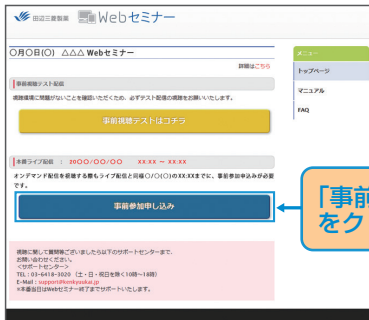 田辺三菱製薬 Webセミナー
〇月〇日(〇) △△△ Webセミナー
詳細はこちら
事前視聴テスト配信
視聴環境に問題がないことを確認いただくため、必ずテスト配信の視聴をお願いいたします。
事前視聴テストはコチラ
本番ライブ配信 : 20〇〇/〇〇/〇〇 XX:XX ~ XX:XX
オンデマンド配信を視聴する際もライブ配信と同様〇/〇(〇)のXX:XXまでに、事前参加申込みが必要
です。
事前参加申し込み
視聴に関して質問等ございましたら以下のサポートセンターまで、
お問い合わせください。
<サポートセンター>
TEL:03-6418-3020 (土・日・祝日を除く10時~18時)
E-Mail:support@kenkyuukai.jp
※本番当日はWebセミナー終了までサポートいたします。
メニュー
トップページ
マニュアル
FAQ
「事前
をク